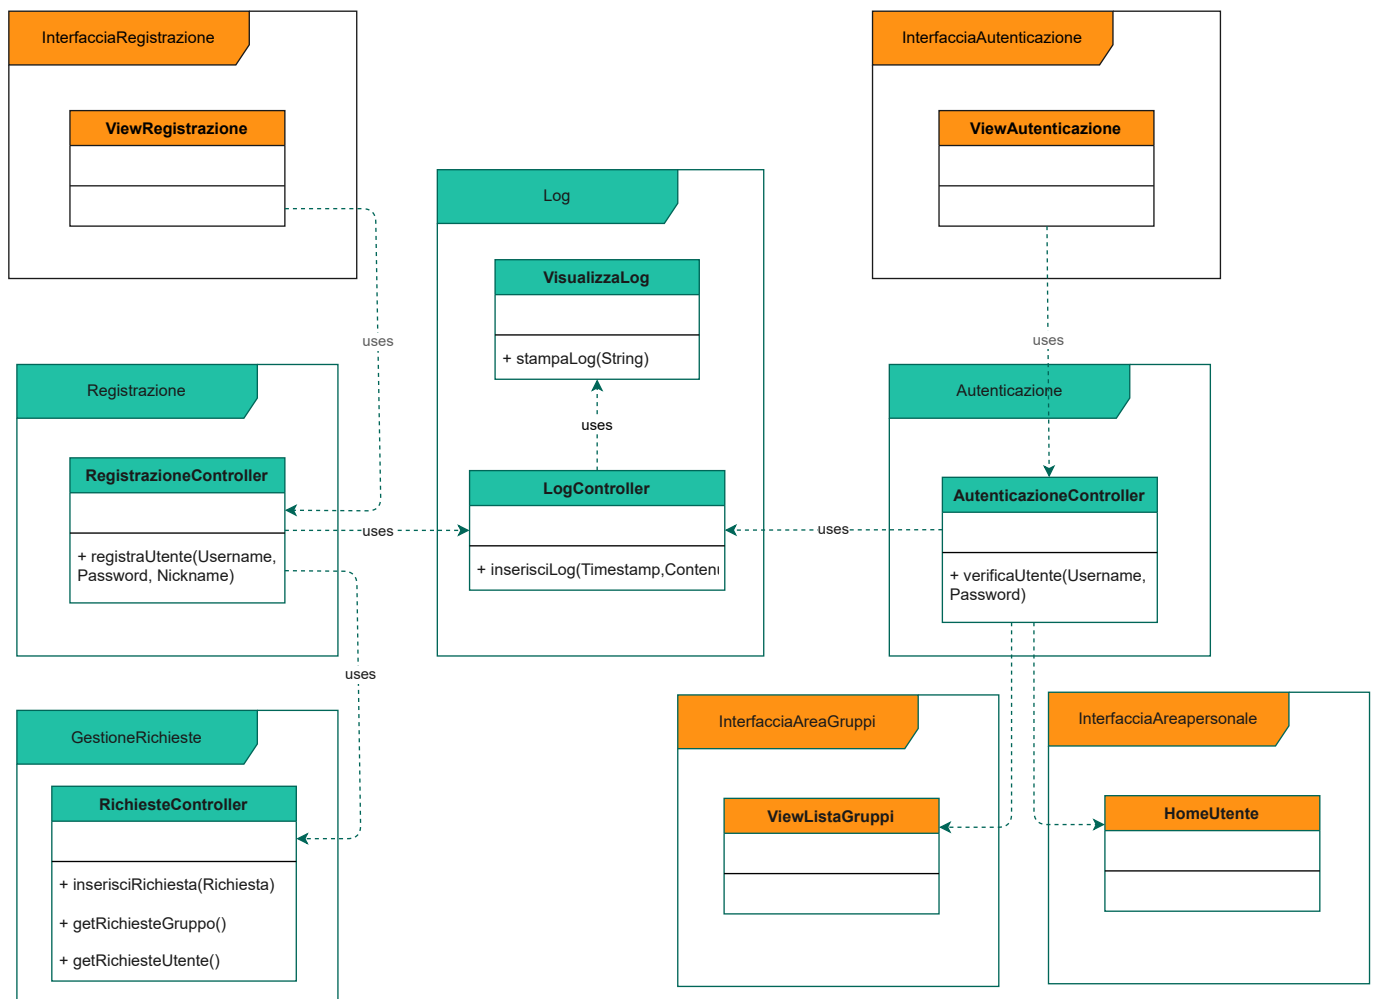 InterfacciaRegistrazione
ViewRegistrazione
InterfacciaAutenticazione
ViewAutenticazione
Log
VisualizzaLog
+ stampaLog(String)
uses
LogController
+ inserisciLog(Timestamp,Contenu
uses
uses
Registrazione
RegistrazioneController
+ registraUtente(Username,
Password, Nickname)
uses
uses
uses
Autenticazione
AutenticazioneController
+ verificaUtente(Username,
Password)
GestioneRichieste
RichiesteController
+ inserisciRichiesta(Richiesta)
+ getRichiesteGruppo()
+ getRichiesteUtente()
InterfacciaAreaGruppi
ViewListaGruppi
InterfacciaAreapersonale
HomeUtente